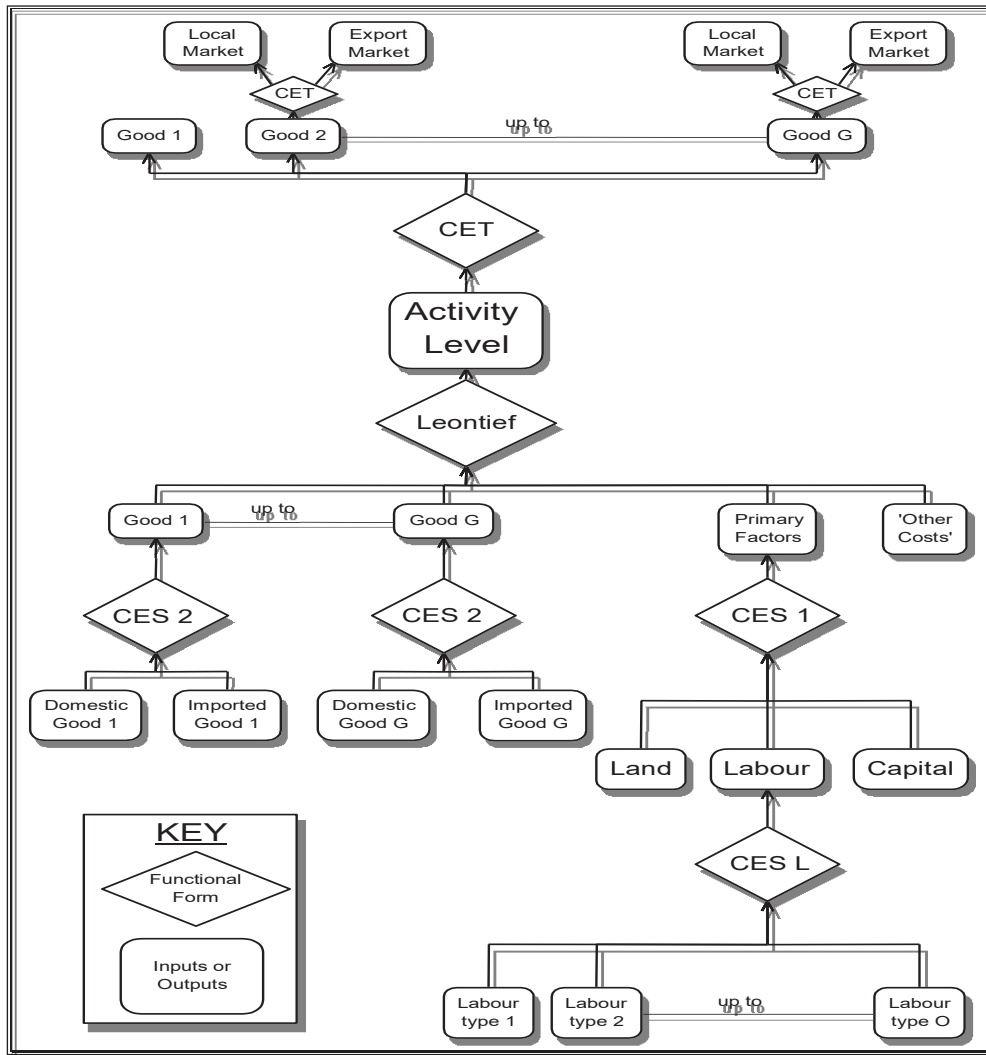 Local
Market
Export
Market
Local
Market
Export
Market
CET
CET
Good 1
Good 2
up to
Good G
CET
Activity
Level
Leontief
Good 1
up to
Good G
Primary
Factors
'Other
Costs'
CES 2
CES 2
CES 1
Domestic
Good 1
Imported
Good 1
Domestic
Good G
Imported
Good G
Land
Labour
Capital
KEY
Functional
Form
Inputs or
Outputs
CES L
Labour
type 1
Labour
type 2
up to
Labour
type O